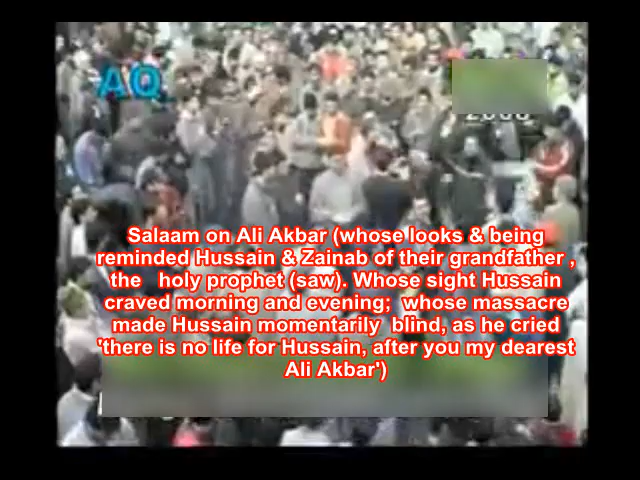 AQ
2008
Salaam on Ali Akbar (whose looks & being
reminded Hussain & Zainab of their grandfather ,
the holy prophet (saw). Whose sight Hussain
craved morning and evening; whose massacre
made Hussain momentarily blind, as he cried
'there is no life for Hussain, after you my dearest
Ali Akbar')